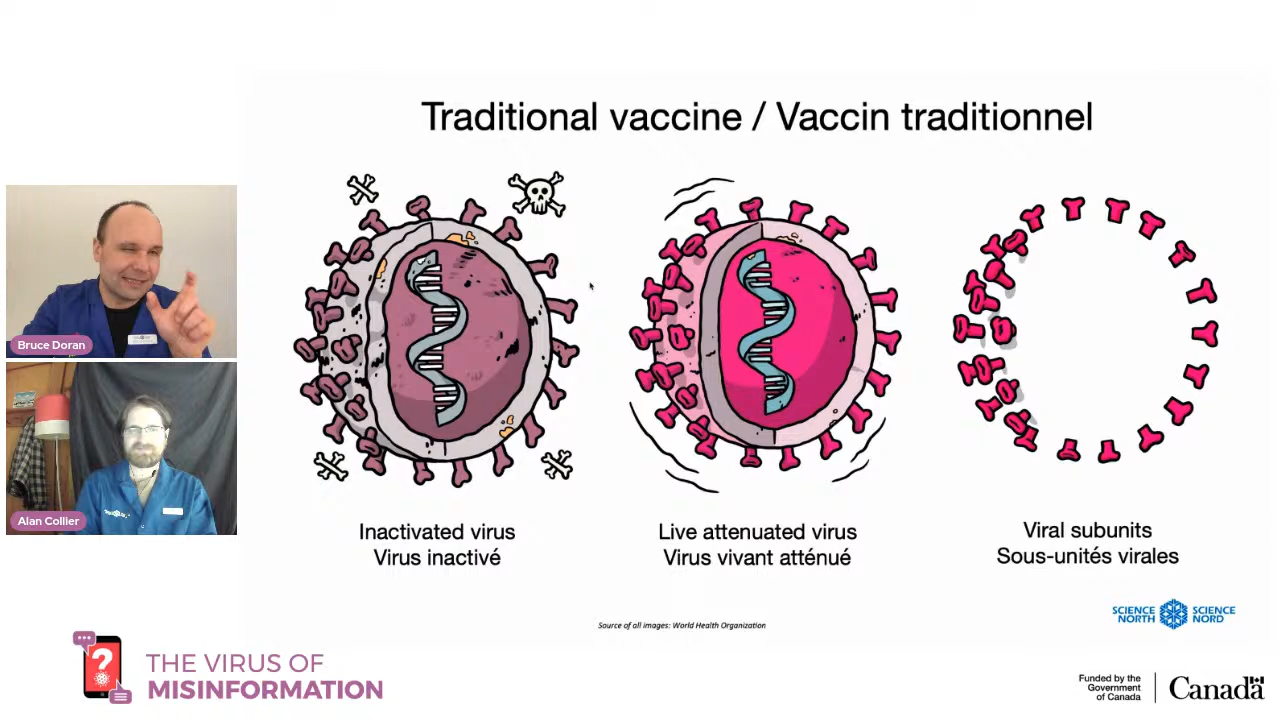 Traditional vaccine / Vaccin traditionnel
Bruce Doran
Alan Collier
Inactivated virus
Virus inactivé
Live attenuated virus
Virus vivant atténué
Viral subunits
Sous-unités virales
Source of all images: World Health Organization
SCIENCE NORTH
SCIENCE NORD
?
THE VIRUS OF
MISINFORMATION
Funded by the
Government
of Canada
Canada